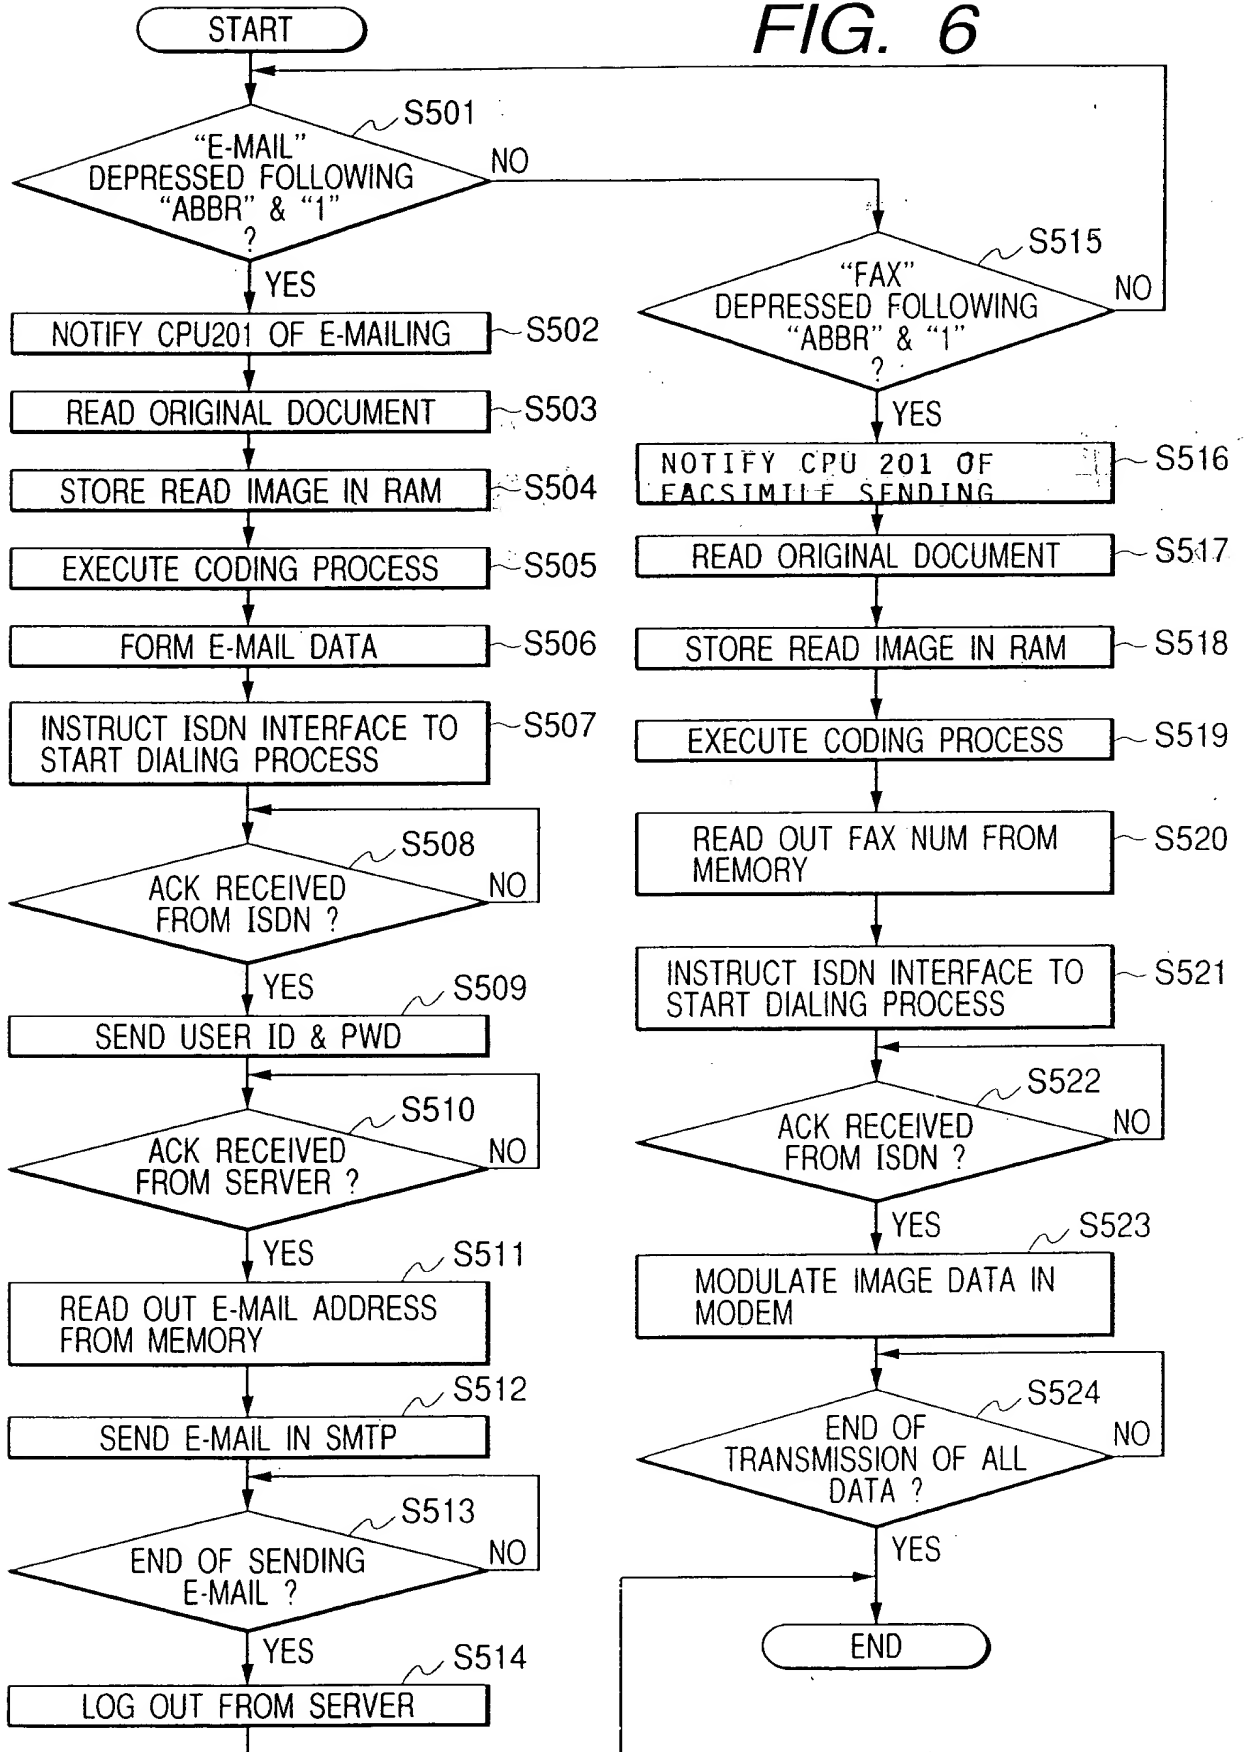 FIG. 6
START
S501
"E-MAIL"
DEPRESSED FOLLOWING
"ABBR" & "1"
?
NO
YES
NOTIFY CPU201 OF E-MAILING
S502
READ ORIGINAL DOCUMENT
S503
STORE READ IMAGE IN RAM
S504
EXECUTE CODING PROCESS
S505
FORM E-MAIL DATA
S506
INSTRUCT ISDN INTERFACE TO
START DIALING PROCESS
S507
S508
ACK RECEIVED
FROM ISDN ?
NO
YES
S509
SEND USER ID & PWD
S510
ACK RECEIVED
FROM SERVER ?
NO
YES
S511
READ OUT E-MAIL ADDRESS
FROM MEMORY
S512
SEND E-MAIL IN SMTP
S513
END OF SENDING
E-MAIL ?
NO
YES
S514
LOG OUT FROM SERVER
S515
"FAX"
DEPRESSED FOLLOWING
"ABBR" & "1"
?
NO
YES
NOTIFY CPU 201 OF
FACSIMILE SENDING
S516
READ ORIGINAL DOCUMENT
S517
STORE READ IMAGE IN RAM
S518
EXECUTE CODING PROCESS
S519
READ OUT FAX NUM FROM
MEMORY
S520
INSTRUCT ISDN INTERFACE TO
START DIALING PROCESS
S521
S522
ACK RECEIVED
FROM ISDN ?
NO
YES
S523
MODULATE IMAGE DATA IN
MODEM
S524
END OF
TRANSMISSION OF ALL
DATA ?
NO
YES
END